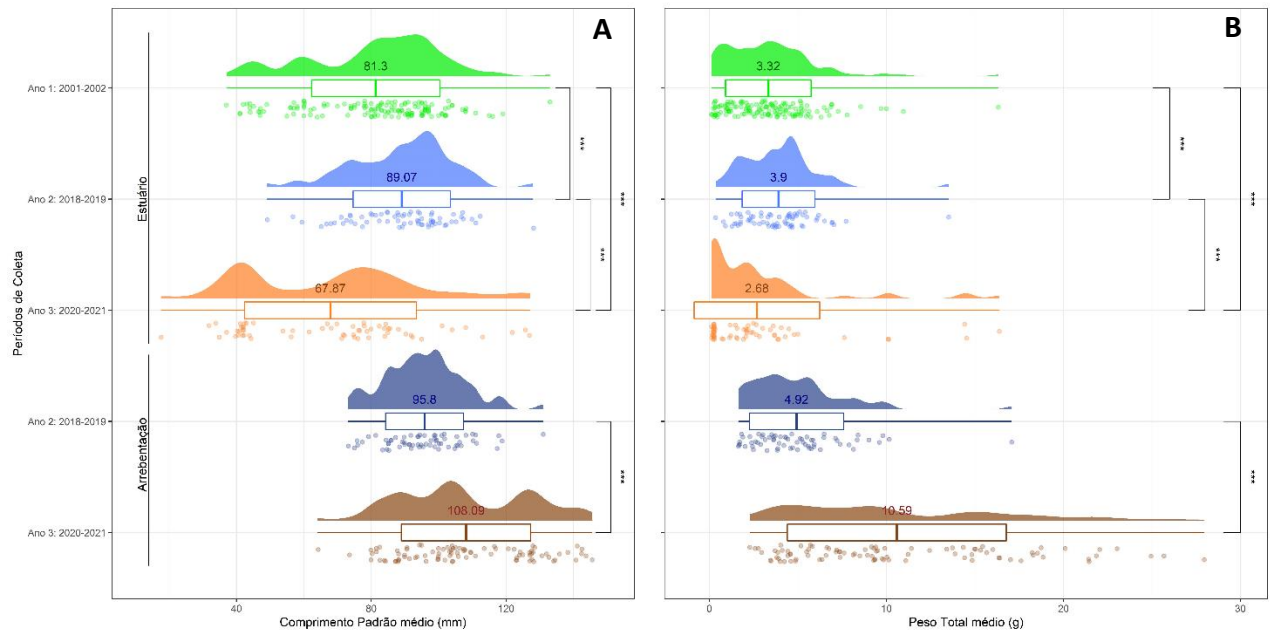 A
B
Períodos de Coleta
Estuário
Arrebentação
Ano 1: 2001-2002
Ano 2: 2018-2019
Ano 3: 2020-2021
Ano 2: 2018-2019
Ano 3: 2020-2021
81.3
89.07
67.87
95.8
108.09
***
***
***
***
40
80
120
Comprimento Padrão médio (mm)
3.32
3.9
2.68
4.92
10.59
***
***
***
***
0
10
20
30
Peso Total médio (g)